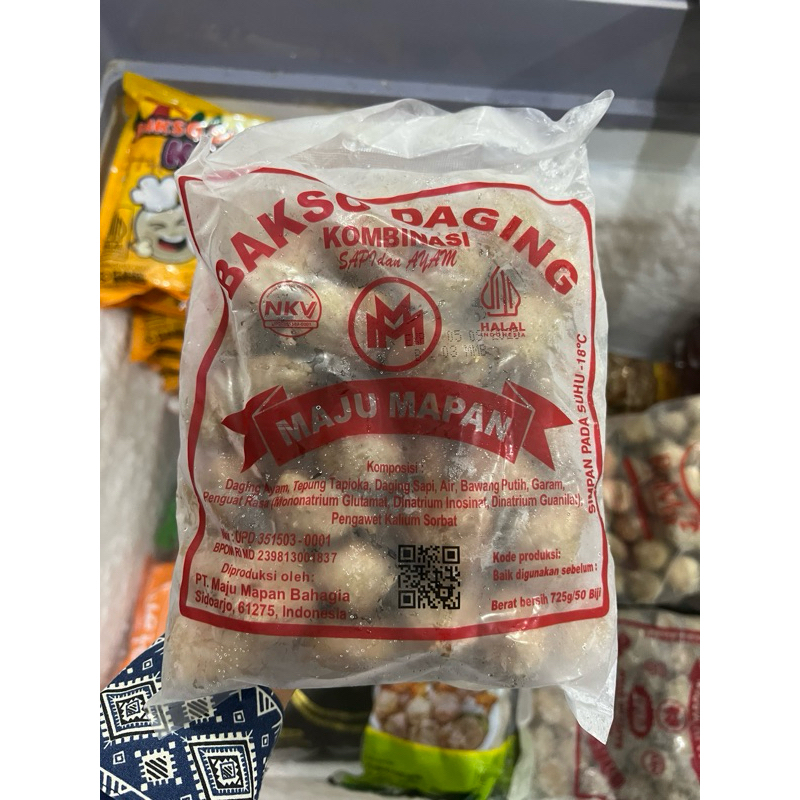 BAKSO DAGING
KOMBINASI
SAPI dan AYAM
NKV
MM
HALAL
INDONESIA
SIMPAN PADA SUHU -18°C
MAJU MAPAN
Komposisi :
Daging Ayam, Tepung Tapioka, Daging Sapi, Air, Bawang Putih, Garam,
Penguat Rasa (Mononatrium Glutamat, Dinatrium Inosinat, Dinatrium Guanilat),
Pengawet Kalium Sorbat
BPOM RI MD 239813001837
Diproduksi oleh:
PT. Maju Mapan Bahagia
Sidoarjo, 61275, Indonesia
Kode produksi:
Baik digunakan sebelum :
Berat bersih 725g/50 Biji
BAKSO